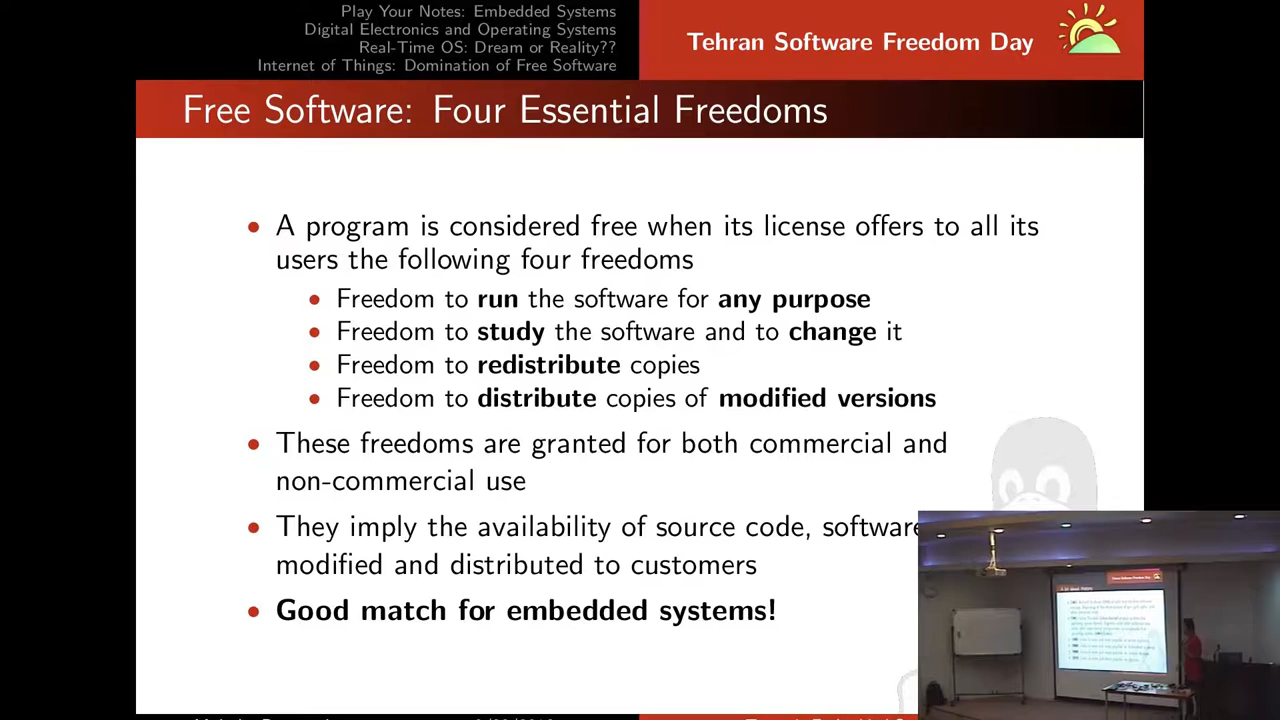 Play Your Notes: Embedded Systems
Digital Electronics and Operating Systems
Real-Time OS: Dream or Reality??
Internet of Things: Domination of Free Software
Tehran Software Freedom Day
Free Software: Four Essential Freedoms
• A program is considered free when its license offers to all its
users the following four freedoms
• Freedom to run the software for any purpose
• Freedom to study the software and to change it
• Freedom to redistribute copies
• Freedom to distribute copies of modified versions
• These freedoms are granted for both commercial and
non-commercial use
• They imply the availability of source code, software
modified and distributed to customers
• Good match for embedded systems!
Tehran Software Freedom Day